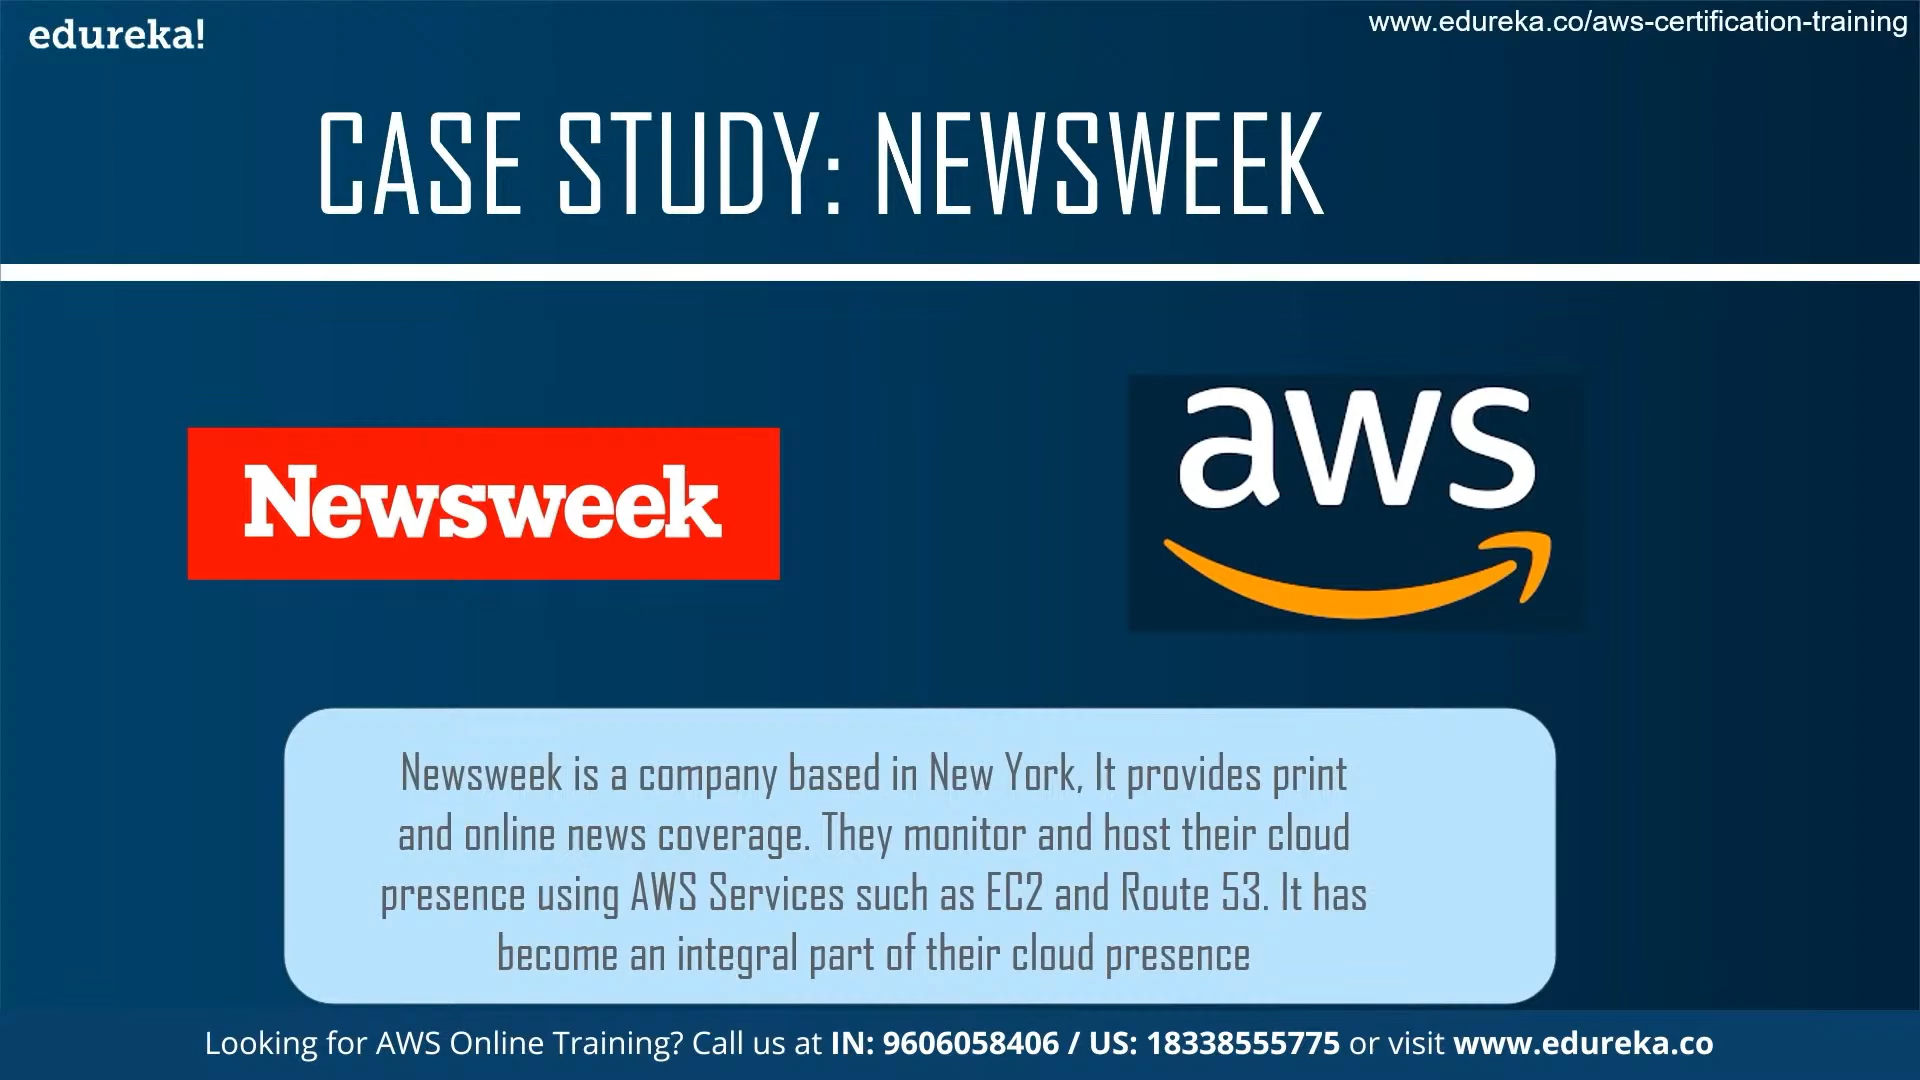 edureka!
www.edureka.co/aws-certification-training
CASE STUDY: NEWSWEEK
Newsweek
aws
Newsweek is a company based in New York, It provides print
and online news coverage. They monitor and host their cloud
presence using AWS Services such as EC2 and Route 53. It has
become an integral part of their cloud presence
Looking for AWS Online Training? Call us at IN: 9606058406 / US: 18338555775 or visit www.edureka.co